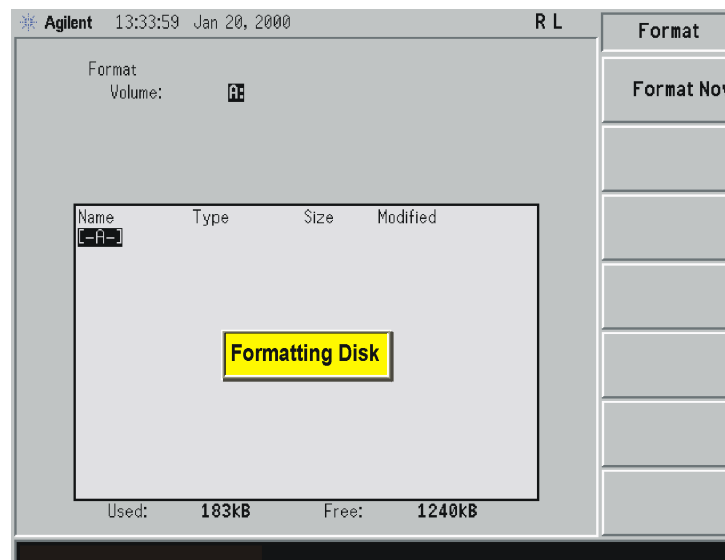 Agilent 13:33:59 Jan 20, 2000 R L
Format
Format
Volume: A:
Format Now
Name Type Size Modified
[-A-]
Formatting Disk
Used: 183kB Free: 1240kB